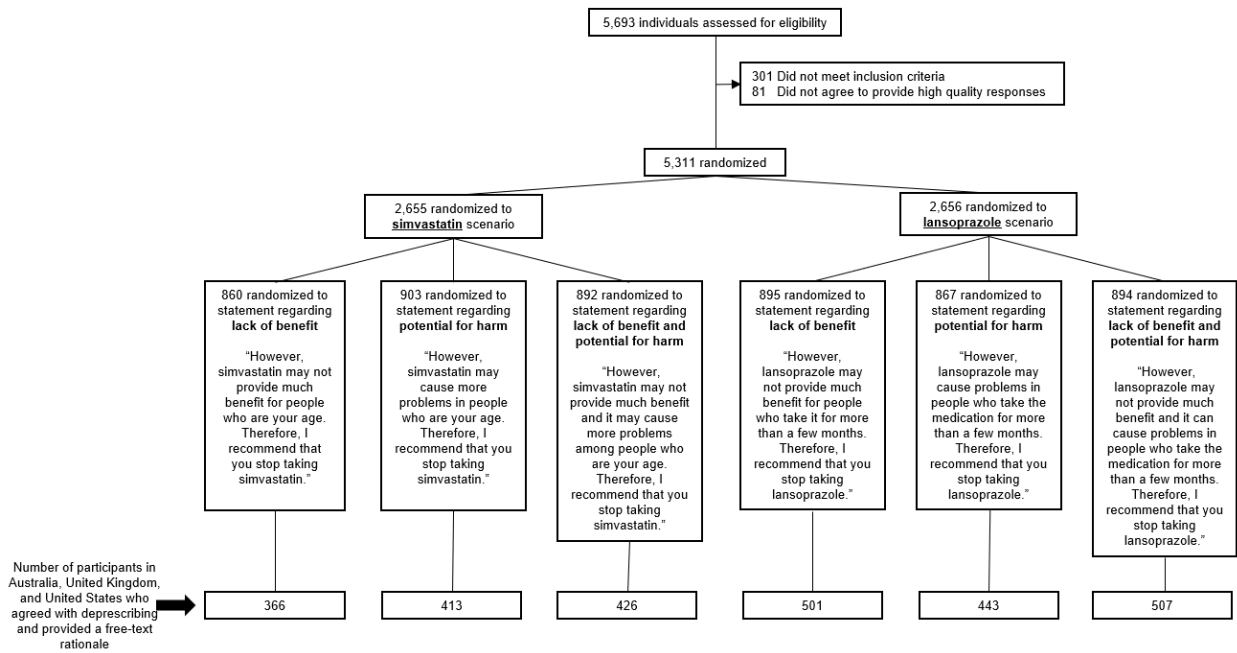 5,693 individuals assessed for eligibility
301 Did not meet inclusion criteria
81 Did not agree to provide high quality responses
5,311 randomized
2,655 randomized to
simvastatin scenario
2,656 randomized to
lansoprazole scenario
860 randomized to
statement regarding
lack of benefit
“However,
simvastatin may not
provide much
benefit for people
who are your age.
Therefore, I
recommend that
you stop taking
simvastatin.”
903 randomized to
statement regarding
potential for harm
“However,
simvastatin may
cause more
problems in people
who are your age.
Therefore, I
recommend that you
stop taking
simvastatin.”
892 randomized to
statement regarding
lack of benefit and
potential for harm
“However,
simvastatin may not
provide much benefit
and it may cause
more problems
among people who
are your age.
Therefore, I
recommend that you
stop taking
simvastatin.”
895 randomized to
statement regarding
lack of benefit
“However,
lansoprazole may
not provide much
benefit for people
who take it for more
than a few months.
Therefore, I
recommend that you
stop taking
lansoprazole.”
867 randomized to
statement regarding
potential for harm
“However,
lansoprazole may
cause problems in
people who take the
medication for more
than a few months.
Therefore, I
recommend that you
stop taking
lansoprazole.”
894 randomized to
statement regarding
lack of benefit and
potential for harm
“However,
lansoprazole may
not provide much
benefit and it can
cause problems in
people who take the
medication for more
than a few months.
Therefore, I
recommend that you
stop taking
lansoprazole.”
Number of participants in
Australia, United Kingdom,
and United States who
agreed with deprescribing
and provided a free-text
rationale
366
413
426
501
443
507